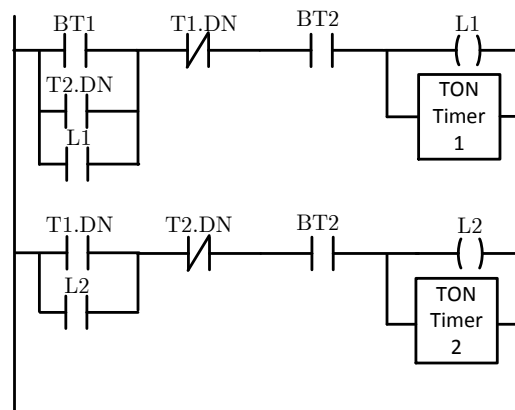 BT1 T1.DN BT2 L1
T2.DN
L1
TON
Timer
1
T1.DN T2.DN BT2 L2
L2
TON
Timer
2